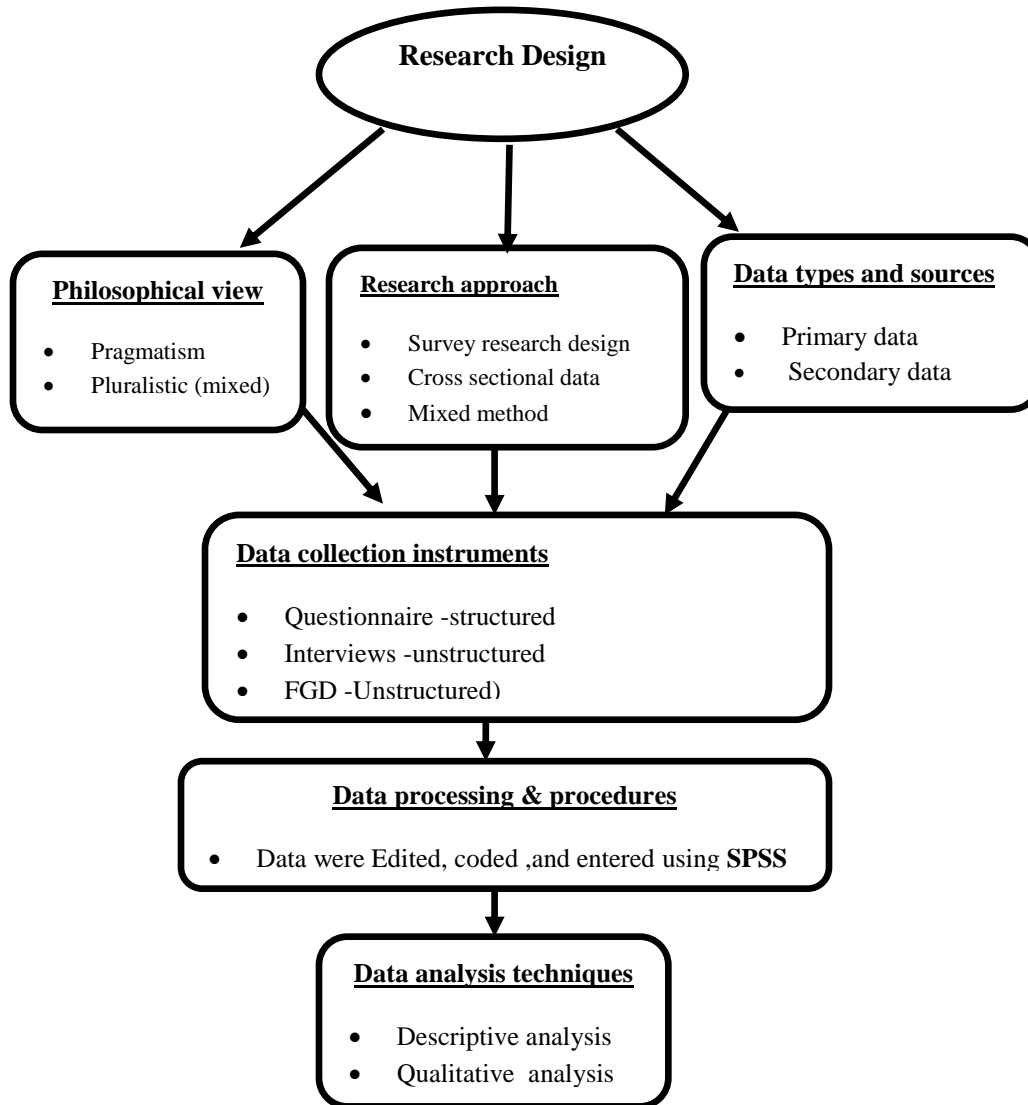 Research Design
Philosophical view
• Pragmatism
• Pluralistic (mixed)
Research approach
• Survey research design
• Cross sectional data
• Mixed method
Data types and sources
• Primary data
• Secondary data
Data collection instruments
• Questionnaire -structured
• Interviews -unstructured
• FGD -Unstructured)
Data processing & procedures
• Data were Edited, coded ,and entered using SPSS
Data analysis techniques
• Descriptive analysis
• Qualitative analysis